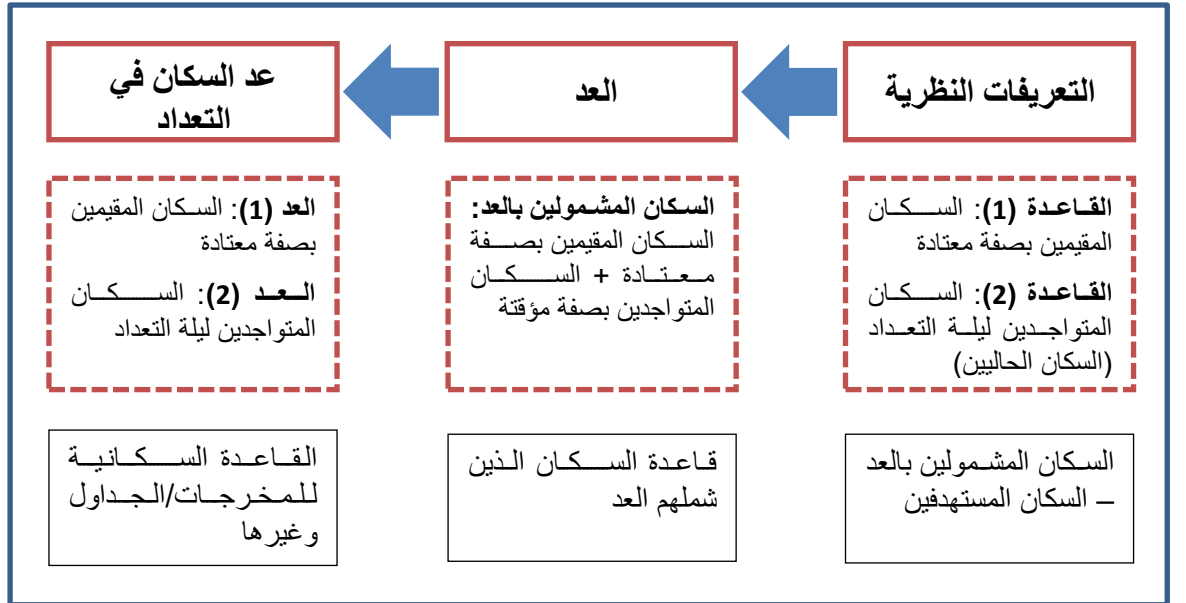 التعريفات النظرية
العد
عد السكان في
التعداد
القاعدة (1): السكان
المقيمين بصفة معتادة
القاعدة (2): السكان
المتواجدين ليلة التعداد
(السكان الحاليين)
السكان المشمولين بالعد:
السكان المقيمين بصفة
معتادة + السكان
المتواجدين بصفة مؤقتة
العد (1): السكان المقيمين
بصفة معتادة
العد (2): السكان
المتواجدين ليلة التعداد
السكان المشمولين بالعد
– السكان المستهدفين
قاعدة السكان الذين
شملهم العد
القاعدة السكانية
للمخرجات/الجداول
وغيرها